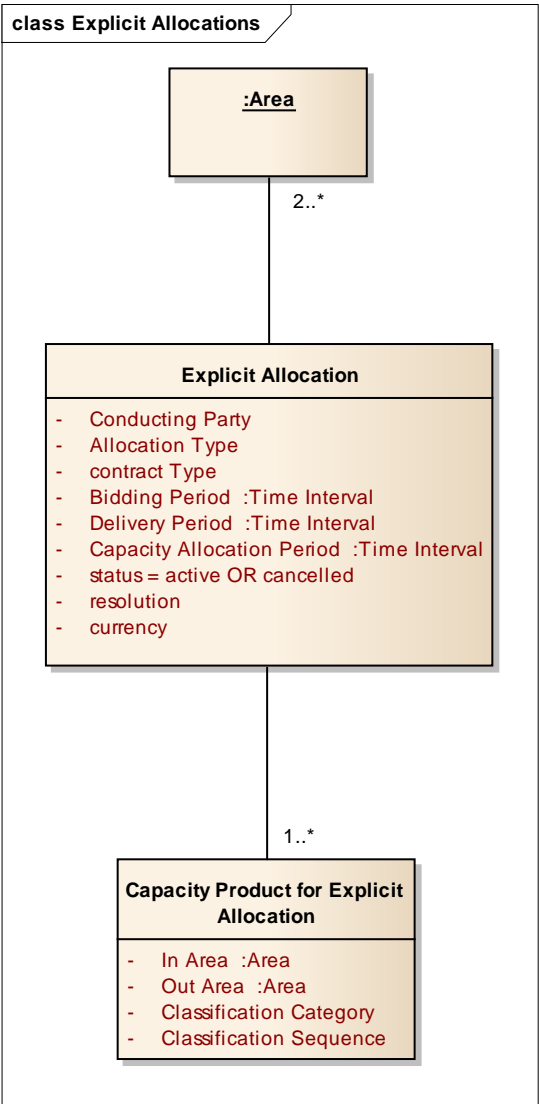 class Explicit Allocations
:Area
2..*
Explicit Allocation
- Conducting Party
- Allocation Type
- contract Type
- Bidding Period :Time Interval
- Delivery Period :Time Interval
- Capacity Allocation Period :Time Interval
- status = active OR cancelled
- resolution
- currency
1..*
Capacity Product for Explicit
Allocation
- In Area :Area
- Out Area :Area
- Classification Category
- Classification Sequence